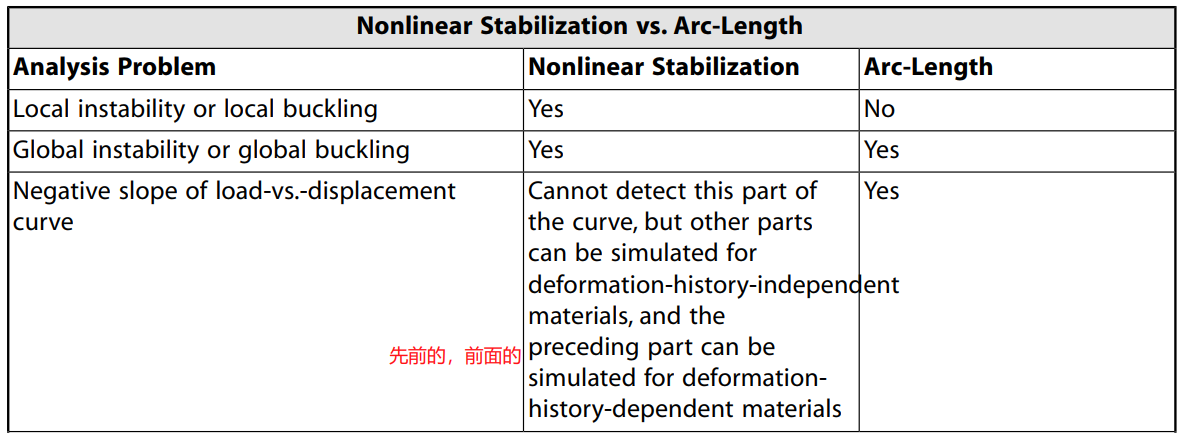 Nonlinear Stabilization vs. Arc-Length
Analysis Problem
Nonlinear Stabilization
Arc-Length
Local instability or local buckling
Yes
No
Global instability or global buckling
Yes
Yes
Negative slope of load-vs.-displacement
curve
Cannot detect this part of
the curve, but other parts
can be simulated for
deformation-history-independent
materials, and the
preceding part can be
simulated for deformation-
history-dependent materials
Yes
先前的，前面的